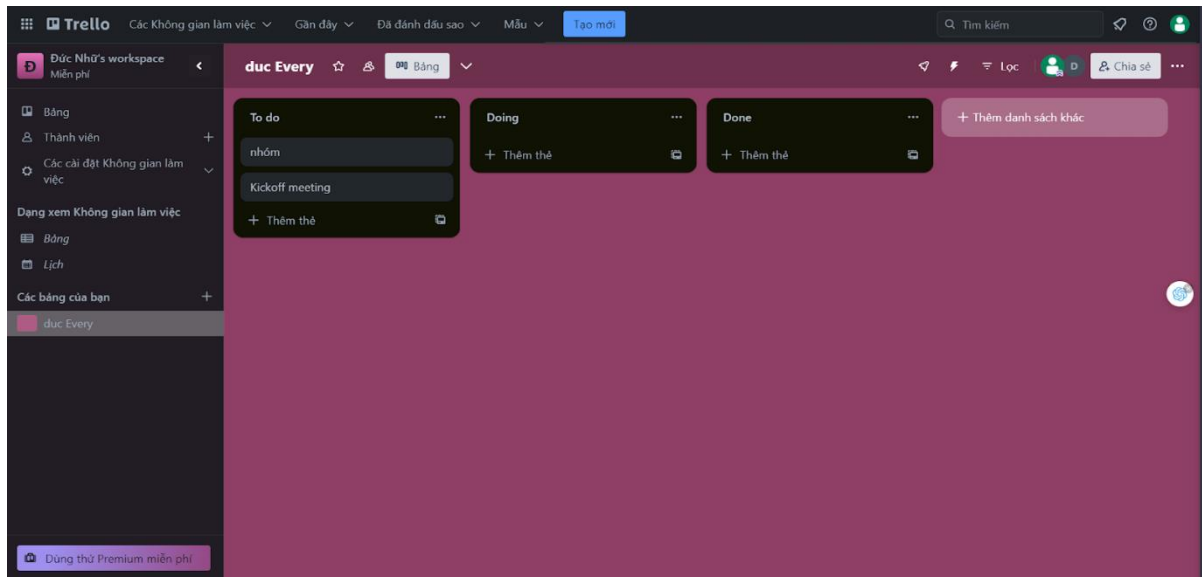 Trello Các Không gian làm việc Gần đây Đã đánh dấu sao Mẫu Tạo mới Tìm kiếm
Đ Đức Nhữ's workspace
Miễn phí
duc Every Bảng Lọc D Chia sẻ
Bảng
Thành viên
Các cài đặt Không gian làm
việc
Dạng xem Không gian làm việc
Bảng
Lịch
Các bảng của bạn
duc Every
Dùng thử Premium miễn phí
To do
nhóm
Kickoff meeting
+ Thêm thẻ
Doing
+ Thêm thẻ
Done
+ Thêm thẻ
+ Thêm danh sách khác